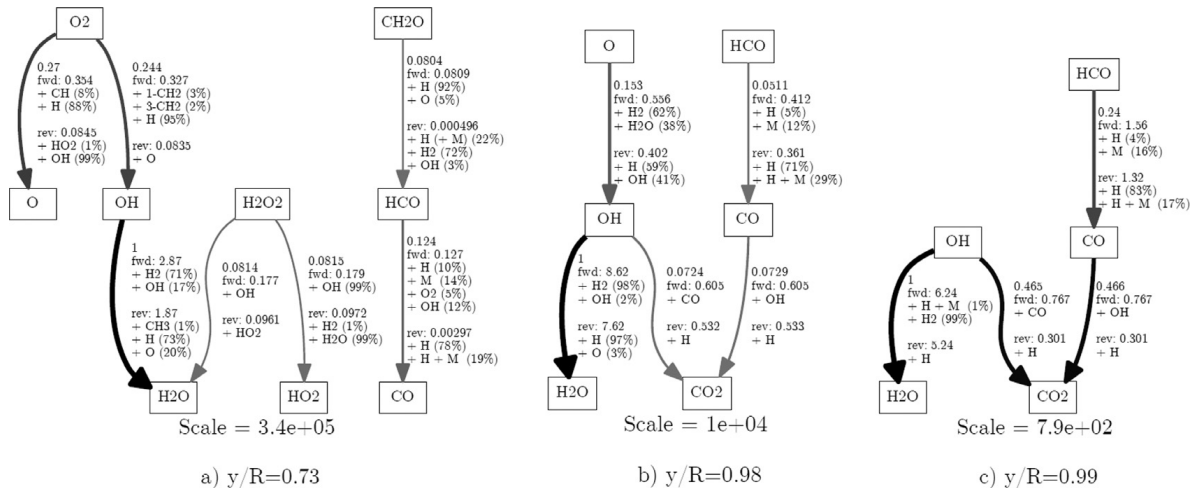 O2
0.27
fwd: 0.354
+ CH (8%)
+ H (88%)
rev: 0.0845
+ HO2 (1%)
+ OH (99%)
0.244
fwd: 0.327
+ 1-CH2 (3%)
+ 3-CH2 (2%)
+ H (95%)
rev: 0.0835
+ O
O
OH
H2O2
1
fwd: 2.87
+ H2 (71%)
+ OH (17%)
rev: 1.87
+ CH3 (1%)
+ H (73%)
+ O (20%)
0.0814
fwd: 0.177
+ OH
rev: 0.0961
+ HO2
0.0815
fwd: 0.179
+ OH (99%)
rev: 0.0972
+ H2 (1%)
+ H2O (99%)
H2O
HO2
CH2O
0.0804
fwd: 0.0809
+ H (92%)
+ O (5%)
rev: 0.000496
+ H (+ M) (22%)
+ H2 (72%)
+ OH (3%)
HCO
0.124
fwd: 0.127
+ H (10%)
+ M (14%)
+ O2 (5%)
+ OH (12%)
rev: 0.00297
+ H (78%)
+ H + M (19%)
CO
Scale = 3.4e+05
a) y/R=0.73
O
0.153
fwd: 0.556
+ H2 (62%)
+ H2O (38%)
rev: 0.402
+ H (59%)
+ OH (41%)
HCO
0.0511
fwd: 0.412
+ H (5%)
+ M (12%)
rev: 0.361
+ H (71%)
+ H + M (29%)
OH
CO
1
fwd: 8.62
+ H2 (98%)
+ OH (2%)
rev: 7.62
+ H (97%)
+ O (3%)
0.0724
fwd: 0.605
+ CO
rev: 0.532
+ H
0.0729
fwd: 0.605
+ OH
rev: 0.533
+ H
H2O
CO2
Scale = 1e+04
b) y/R=0.98
HCO
0.24
fwd: 1.56
+ H (4%)
+ M (16%)
rev: 1.32
+ H (83%)
+ H + M (17%)
OH
CO
1
fwd: 6.24
+ H + M (1%)
+ H2 (99%)
rev: 5.24
+ H
0.465
fwd: 0.767
+ CO
rev: 0.301
+ H
0.466
fwd: 0.767
+ OH
rev: 0.301
+ H
H2O
CO2
Scale = 7.9e+02
c) y/R=0.99